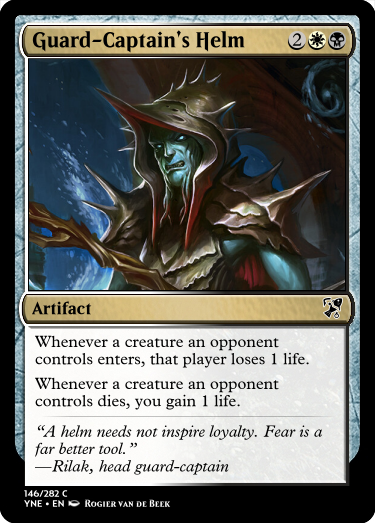 Guard-Captain's Helm 2
Artifact
Whenever a creature an opponent
controls enters, that player loses 1 life.
Whenever a creature an opponent
controls dies, you gain 1 life.
“A helm needs not inspire loyalty. Fear is a
far better tool.”
—Rilak, head guard-captain
146/282 C
YNE • EN Rogier van de Beek